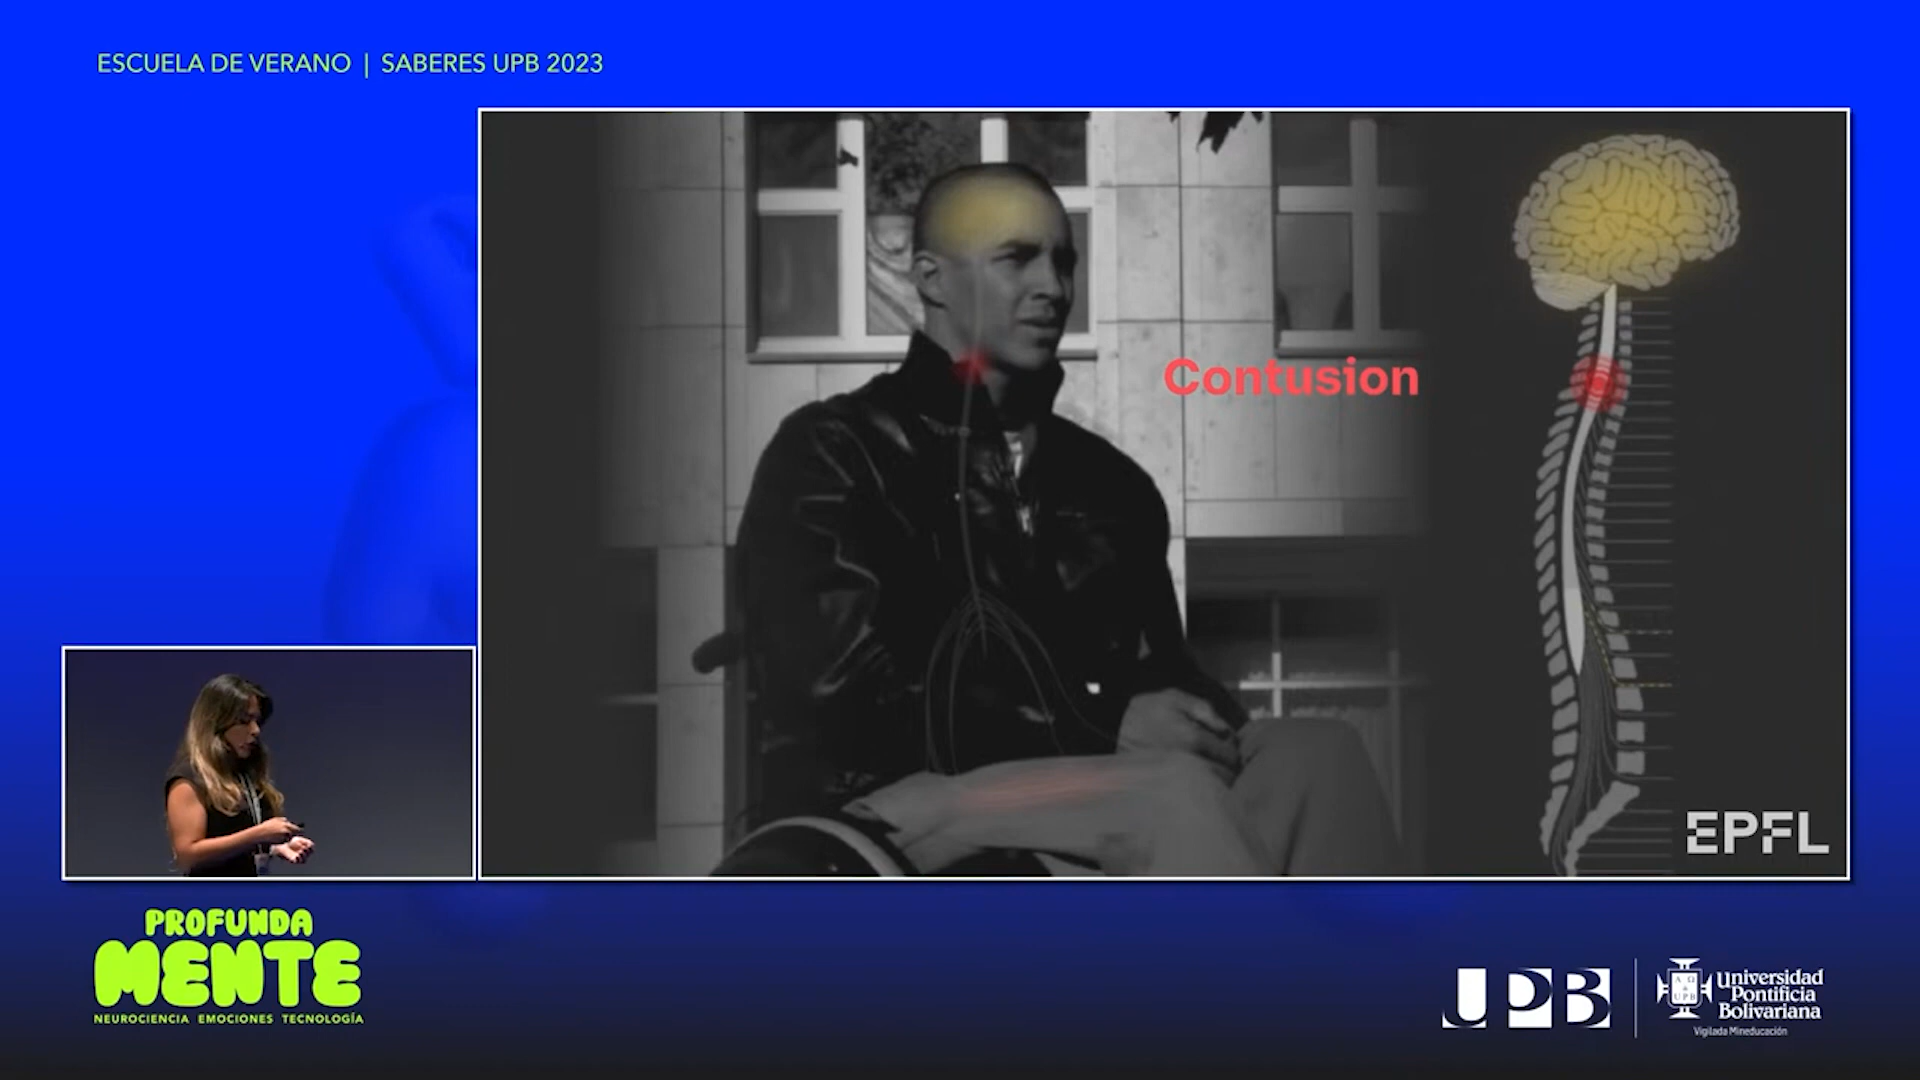 ESCUELA DE VERANO | SABERES UPB 2023
Contusion
EPFL
PROFUNDA
MENTE
NEUROCIENCIA EMOCIONES TECNOLOGÍA
UPB
Universidad
Pontificia
Bolivariana
Vigilada Mineducación